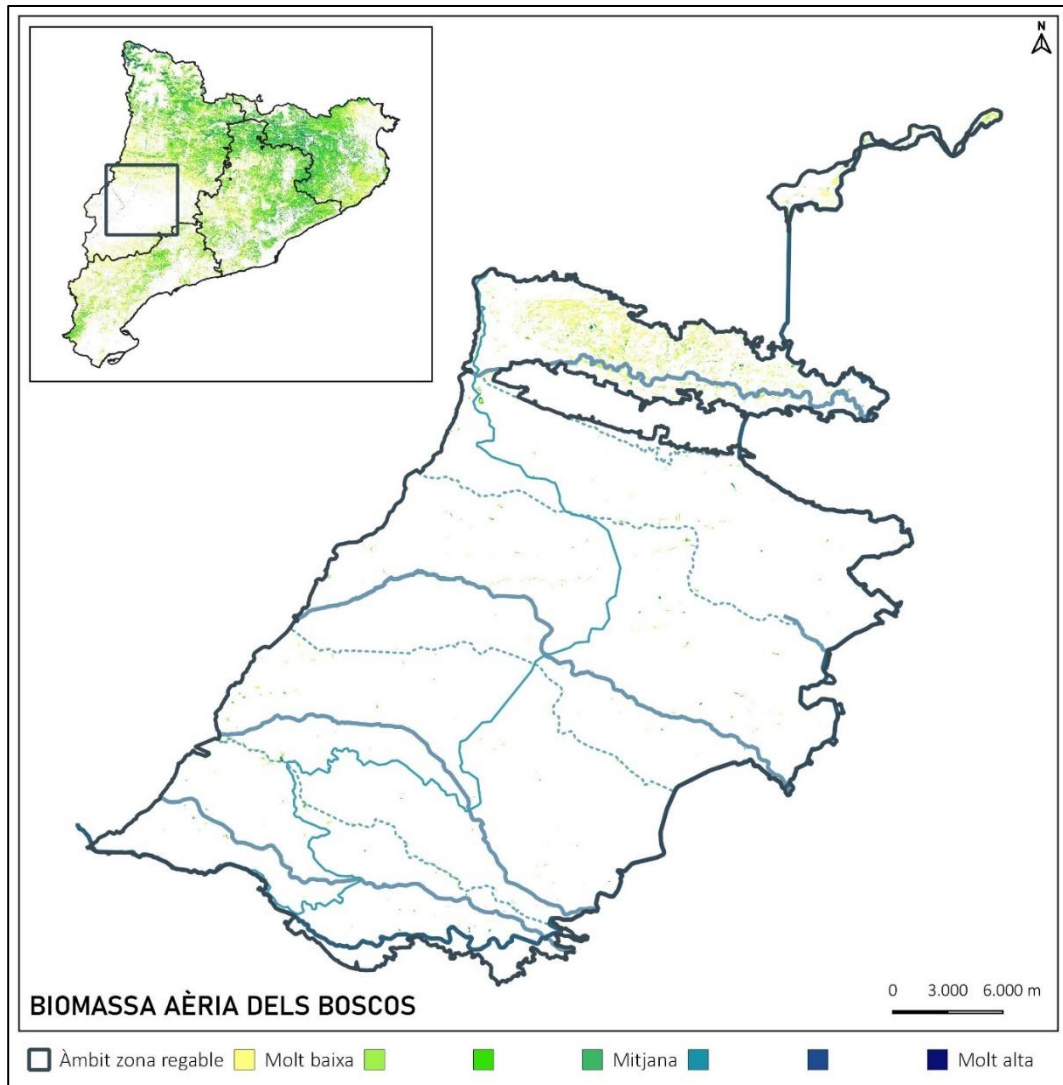 N
BIOMASSA AÈRIA DELS BOSCOS
0 3.000 6.000 m
Àmbit zona regable Molt baixa Mitjana Molt alta